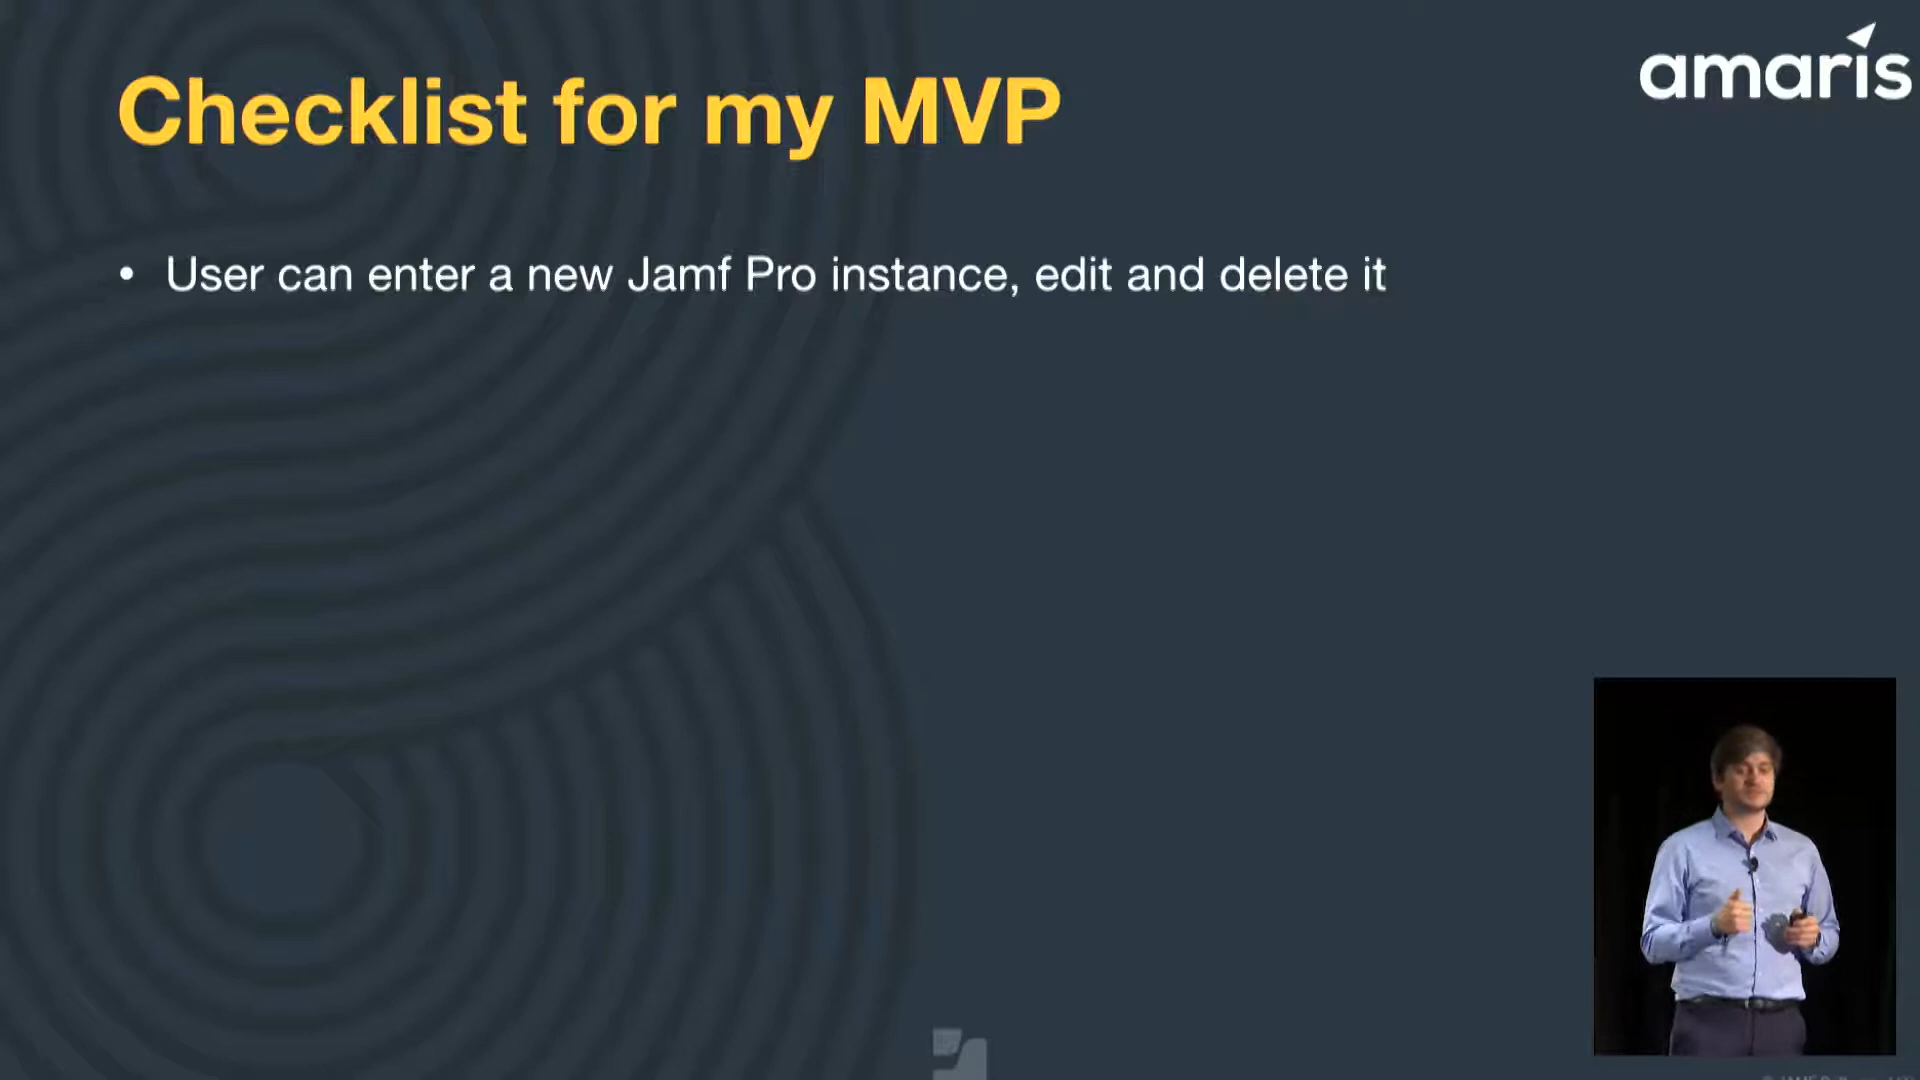 amaris
Checklist for my MVP
• User can enter a new Jamf Pro instance, edit and delete it